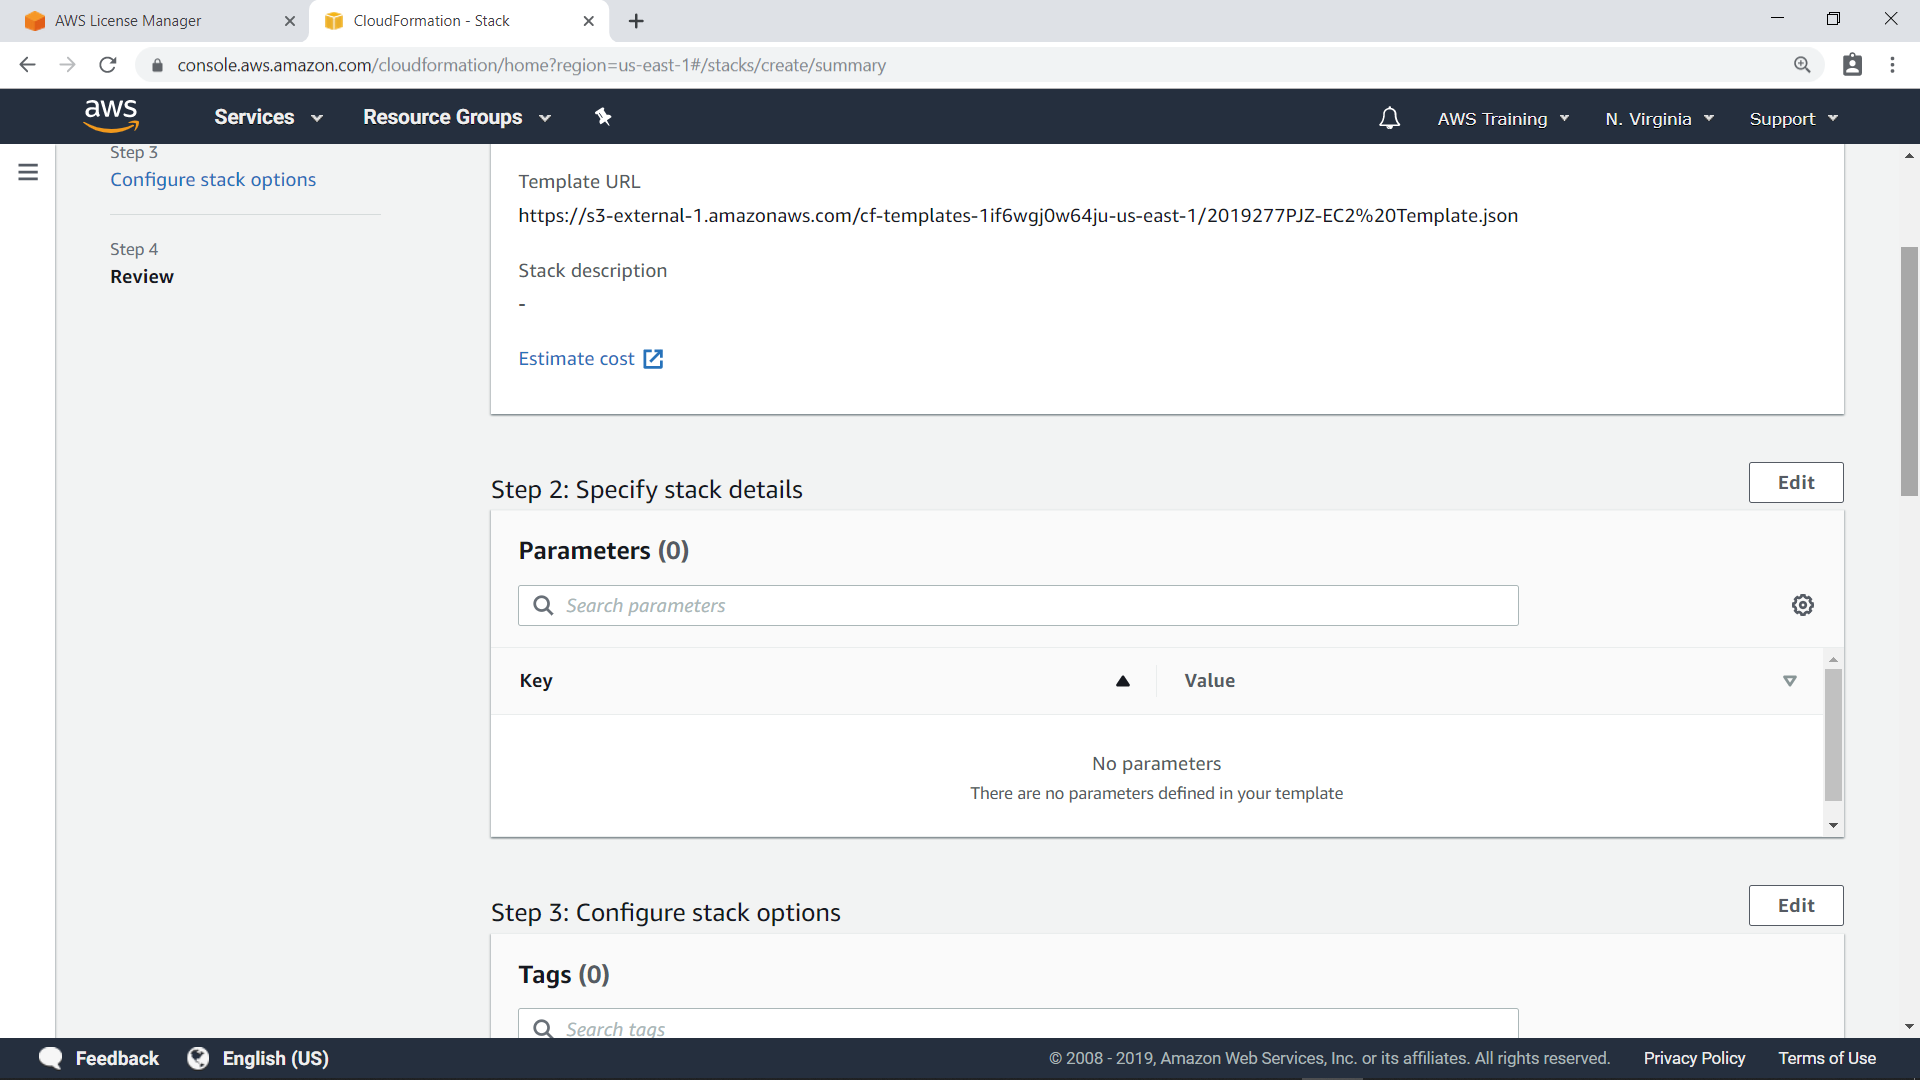 AWS License Manager
CloudFormation - Stack
console.aws.amazon.com/cloudformation/home?region=us-east-1#/stacks/create/summary
aws
Services
Resource Groups
AWS Training
N. Virginia
Support
Step 3
Configure stack options
Step 4
Review
Template URL
https://s3-external-1.amazonaws.com/cf-templates-1if6wgj0w64ju-us-east-1/2019277PJZ-EC2%20Template.json
Stack description
-
Estimate cost
Step 2: Specify stack details
Edit
Parameters (0)
Search parameters
Key
Value
No parameters
There are no parameters defined in your template
Step 3: Configure stack options
Edit
Tags (0)
Search tags
Feedback
English (US)
© 2008 - 2019, Amazon Web Services, Inc. or its affiliates. All rights reserved.
Privacy Policy
Terms of Use